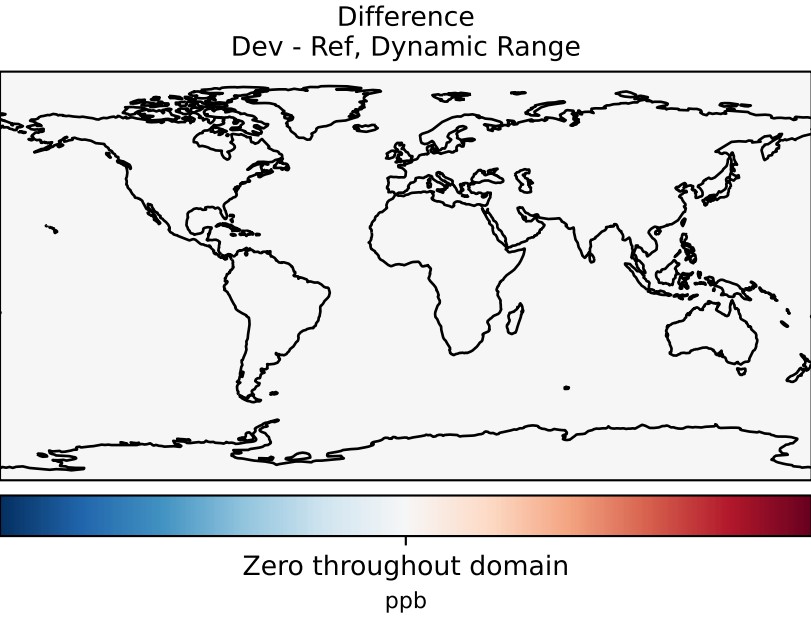 Difference
Dev - Ref, Dynamic Range
Zero throughout domain
ppb